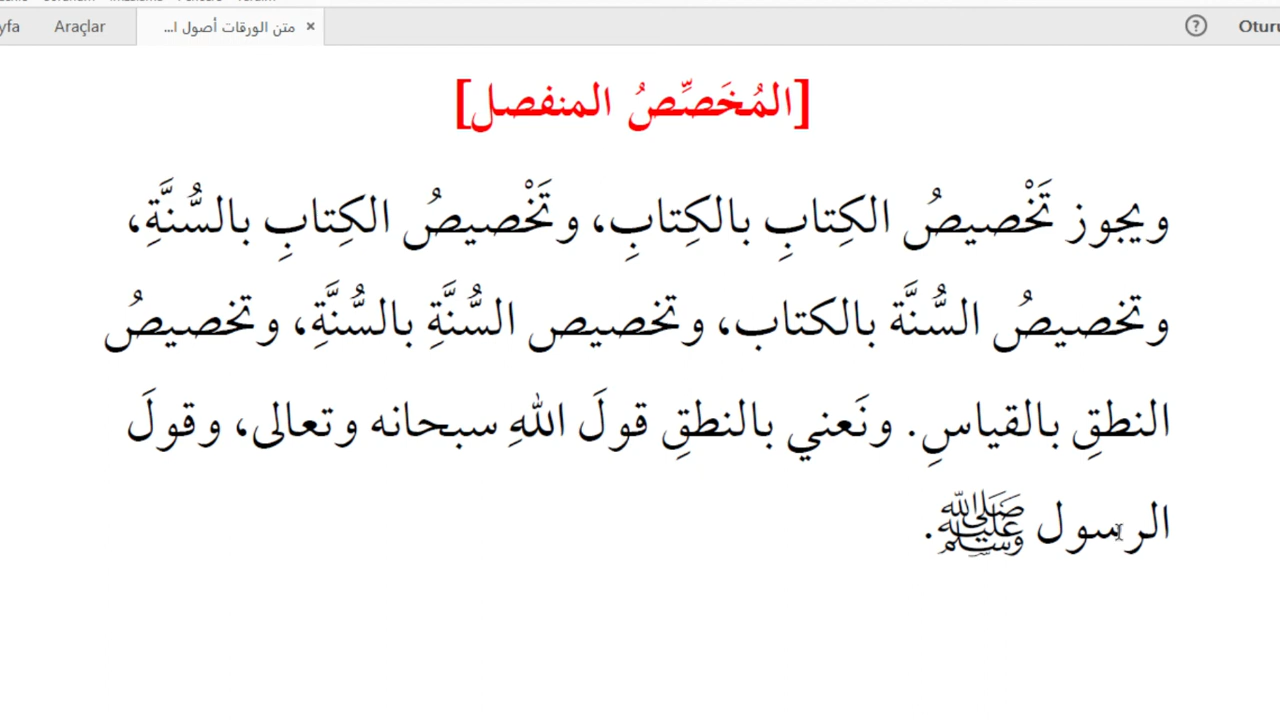 yfa Araçlar متن الورقات أصول ا... × ? Oturu
[المُخَصِّصُ المنفصل]
ويجوز تَخْصيصُ الكِتابِ بالكِتابِ، وتَخْصيصُ الكِتابِ بالسُّنَّةِ،
وتخصيصُ السُّنَّة بالكتاب، وتخصيص السُّنَّةِ بالسُّنَّةِ، وتخصيصُ
النطقِ بالقياسِ. ونَعني بالنطقِ قولَ اللهِ سبحانه وتعالى، وقولَ
الرسول ﷺ.